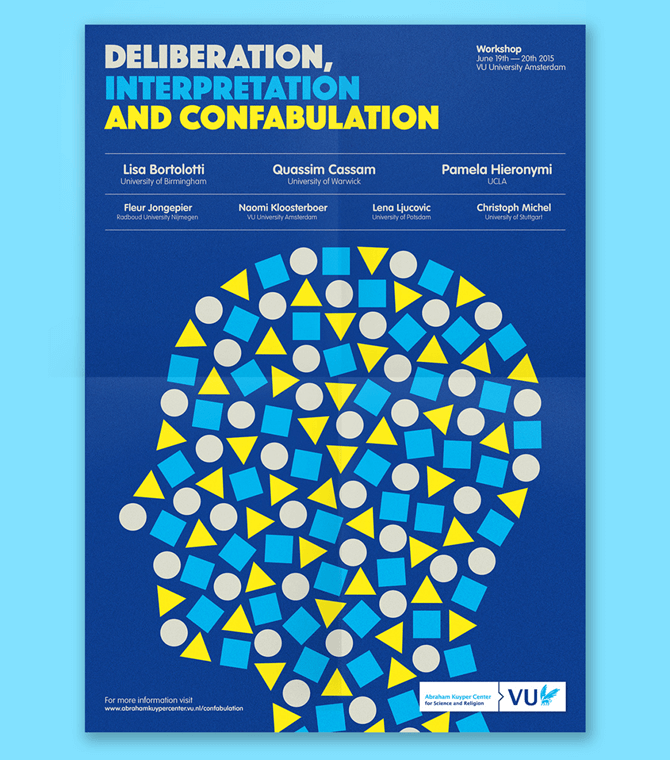 DELIBERATION,
INTERPRETATION
AND CONFABULATION
Workshop
June 19th — 20th 2015
VU University Amsterdam
Lisa Bortolotti
University of Birmingham
Quassim Cassam
University of Warwick
Pamela Hieronymi
UCLA
Fleur Jongepier
Radboud University Nijmegen
Naomi Kloosterboer
VU University Amsterdam
Lena Ljucovic
University of Potsdam
Christoph Michel
University of Stuttgart
For more information visit
www.abrahamkuypercenter.vu.nl/confabulation
Abraham Kuyper Center
for Science and Religion
VU